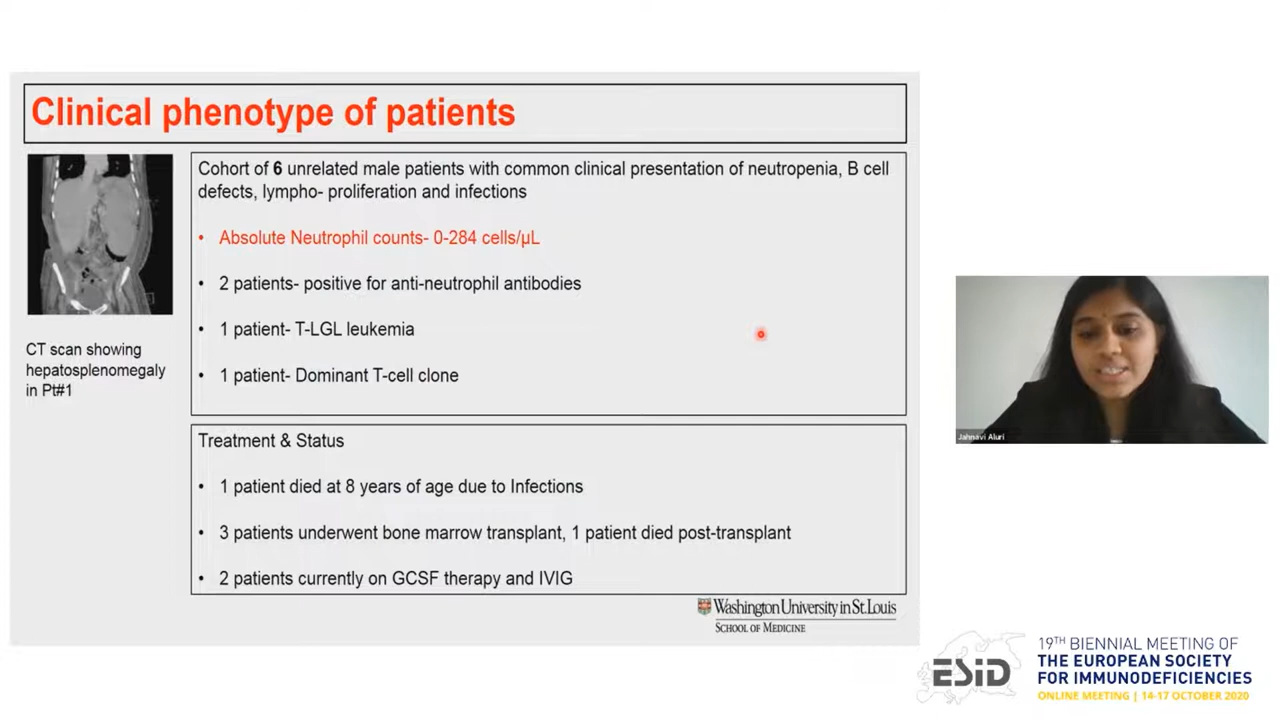 Clinical phenotype of patients
CT scan showing
hepatosplenomegaly
in Pt#1
Cohort of 6 unrelated male patients with common clinical presentation of neutropenia, B cell
defects, lympho- proliferation and infections
• Absolute Neutrophil counts- 0-284 cells/µL
• 2 patients- positive for anti-neutrophil antibodies
• 1 patient- T-LGL leukemia
• 1 patient- Dominant T-cell clone
Treatment & Status
• 1 patient died at 8 years of age due to Infections
• 3 patients underwent bone marrow transplant, 1 patient died post-transplant
• 2 patients currently on GCSF therapy and IVIG
Washington University in St. Louis
SCHOOL OF MEDICINE
Jahnavi Aluri
ESID
19TH BIENNIAL MEETING OF
THE EUROPEAN SOCIETY
FOR IMMUNODEFICIENCIES
ONLINE MEETING | 14-17 OCTOBER 2020